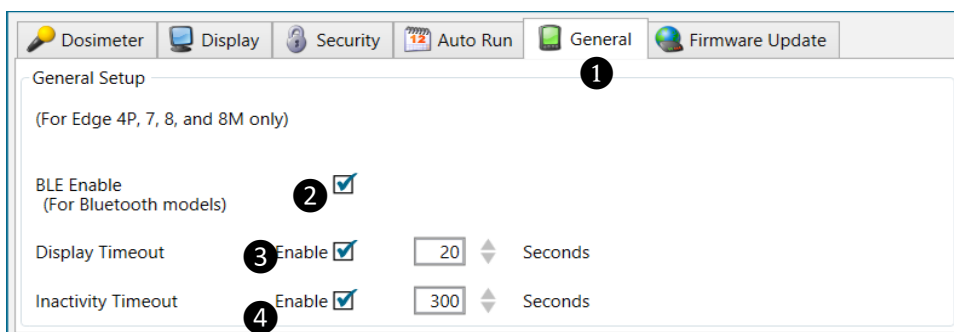 Dosimeter Display Security 12 Auto Run General Firmware Update
1
General Setup
(For Edge 4P, 7, 8, and 8M only)
BLE Enable
2
(For Bluetooth models)
Display Timeout 3 Enable 20 Seconds
Inactivity Timeout Enable 300 Seconds
4